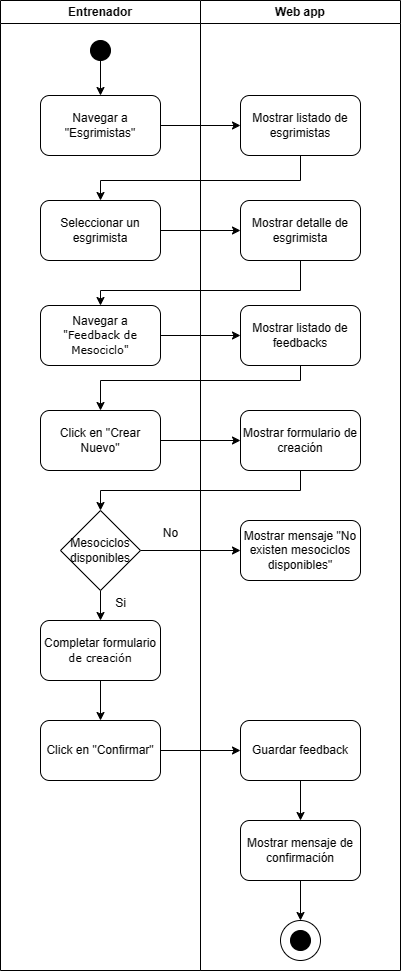 Entrenador
Web app
Navegar a
"Esgrimistas"
Mostrar listado de
esgrimistas
Seleccionar un
esgrimista
Mostrar detalle de
esgrimista
Navegar a
"Feedback de
Mesociclo"
Mostrar listado de
feedbacks
Click en "Crear
Nuevo"
Mostrar formulario de
creación
Mesociclos
disponibles
No
Mostrar mensaje "No
existen mesociclos
disponibles"
Si
Completar formulario
de creación
Click en "Confirmar"
Guardar feedback
Mostrar mensaje de
confirmación